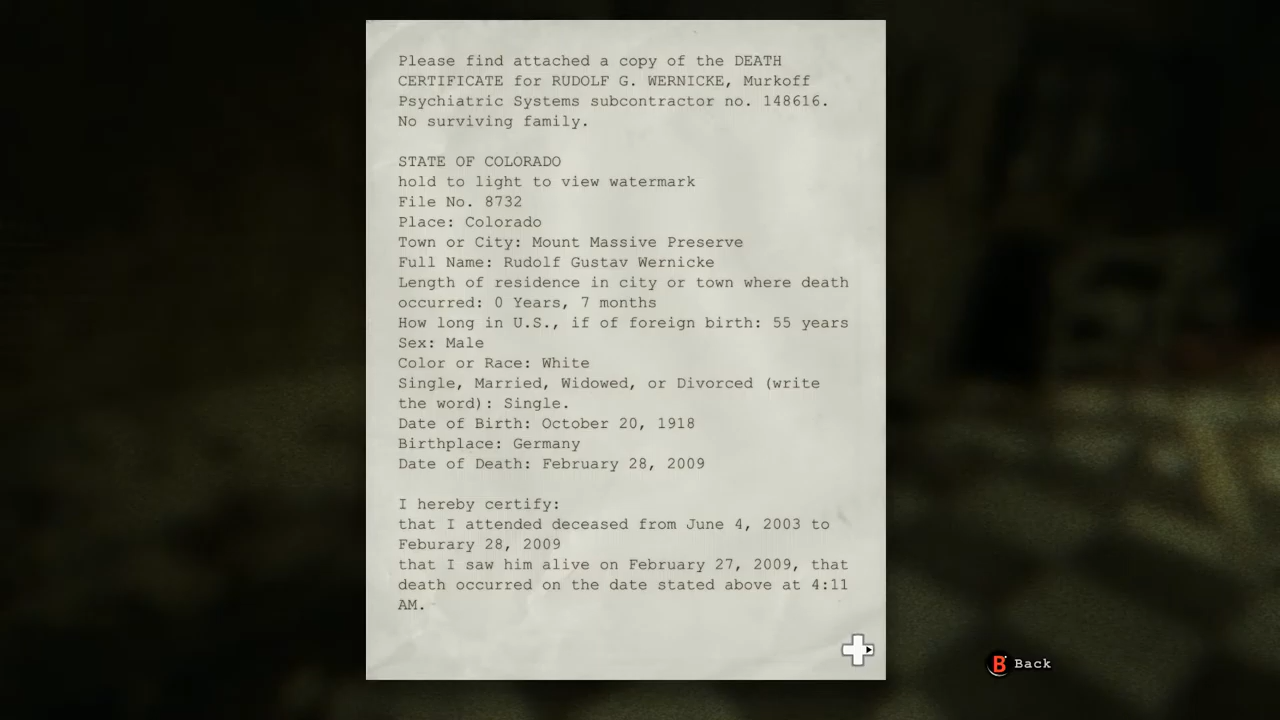 Please find attached a copy of the DEATH
CERTIFICATE for RUDOLF G. WERNICKE, Murkoff
Psychiatric Systems subcontractor no. 148616.
No surviving family.
STATE OF COLORADO
hold to light to view watermark
File No. 8732
Place: Colorado
Town or City: Mount Massive Preserve
Full Name: Rudolf Gustav Wernicke
Length of residence in city or town where death
occurred: 0 Years, 7 months
How long in U.S., if of foreign birth: 55 years
Sex: Male
Color or Race: White
Single, Married, Widowed, or Divorced (write
the word): Single.
Date of Birth: October 20, 1918
Birthplace: Germany
Date of Death: February 28, 2009
I hereby certify:
that I attended deceased from June 4, 2003 to
Feburary 28, 2009
that I saw him alive on February 27, 2009, that
death occurred on the date stated above at 4:11
AM.
B Back